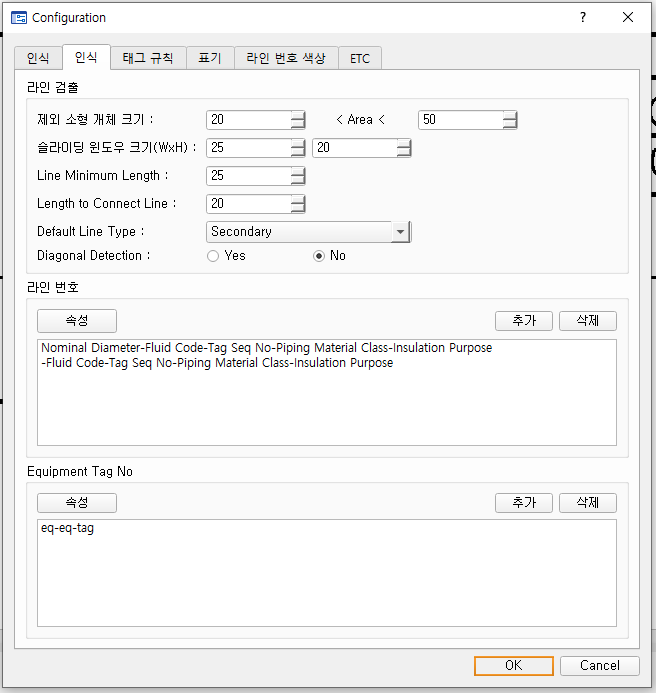 Configuration
?
인식 인식 태그 규칙 표기 라인 번호 색상 ETC
라인 검출
제외 소형 개체 크기 : 20 < Area < 50
슬라이딩 윈도우 크기(WxH) : 25 20
Line Minimum Length : 25
Length to Connect Line : 20
Default Line Type : Secondary
Diagonal Detection : Yes No
라인 번호
속성 추가 삭제
Nominal Diameter-Fluid Code-Tag Seq No-Piping Material Class-Insulation Purpose
-Fluid Code-Tag Seq No-Piping Material Class-Insulation Purpose
Equipment Tag No
속성 추가 삭제
eq-eq-tag
OK Cancel